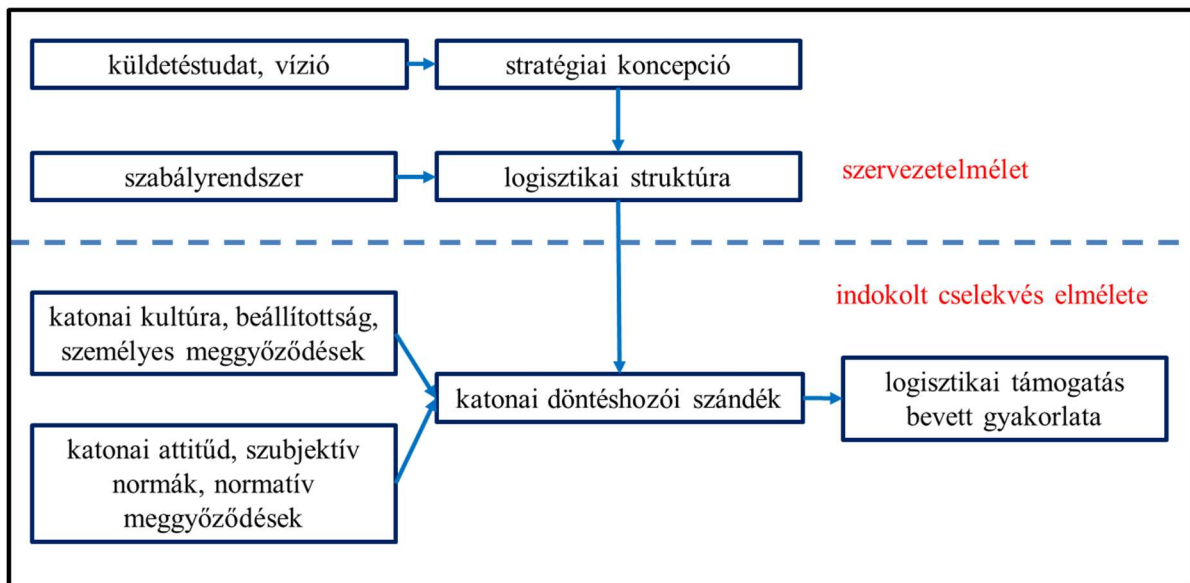 küldetéstudat, vízió
stratégiai koncepció
szabályrendszer
logisztikai struktúra
szervezetelmélet
indokolt cselekvés elmélete
katonai kultúra, beállítottság,
személyes meggyőződések
katonai döntéshozói szándék
logisztikai támogatás
bevett gyakorlata
katonai attitűd, szubjektív
normák, normatív
meggyőződések